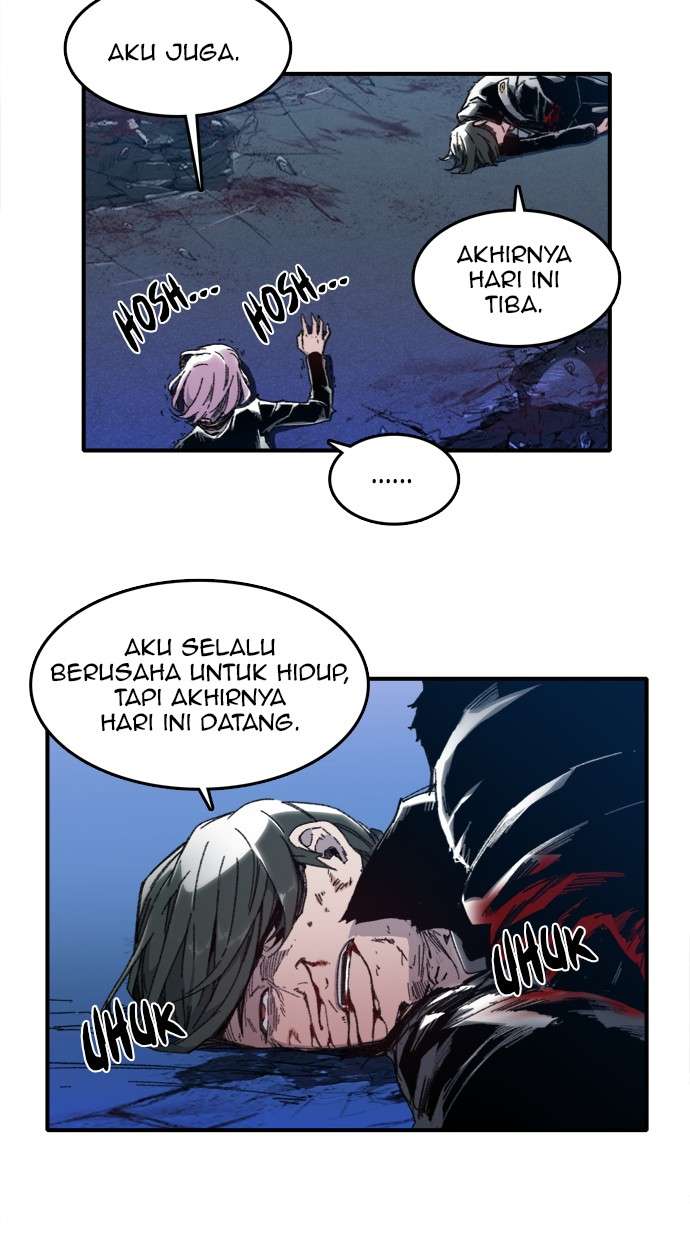 AKU JUGA.
AKHIRNYA
HARI INI
TIBA.
HOSH...
HOSH...
......
AKU SELALU
BERUSAHA UNTUK HIDUP,
TAPI AKHIRNYA
HARI INI DATANG.
UHUK
UHUK